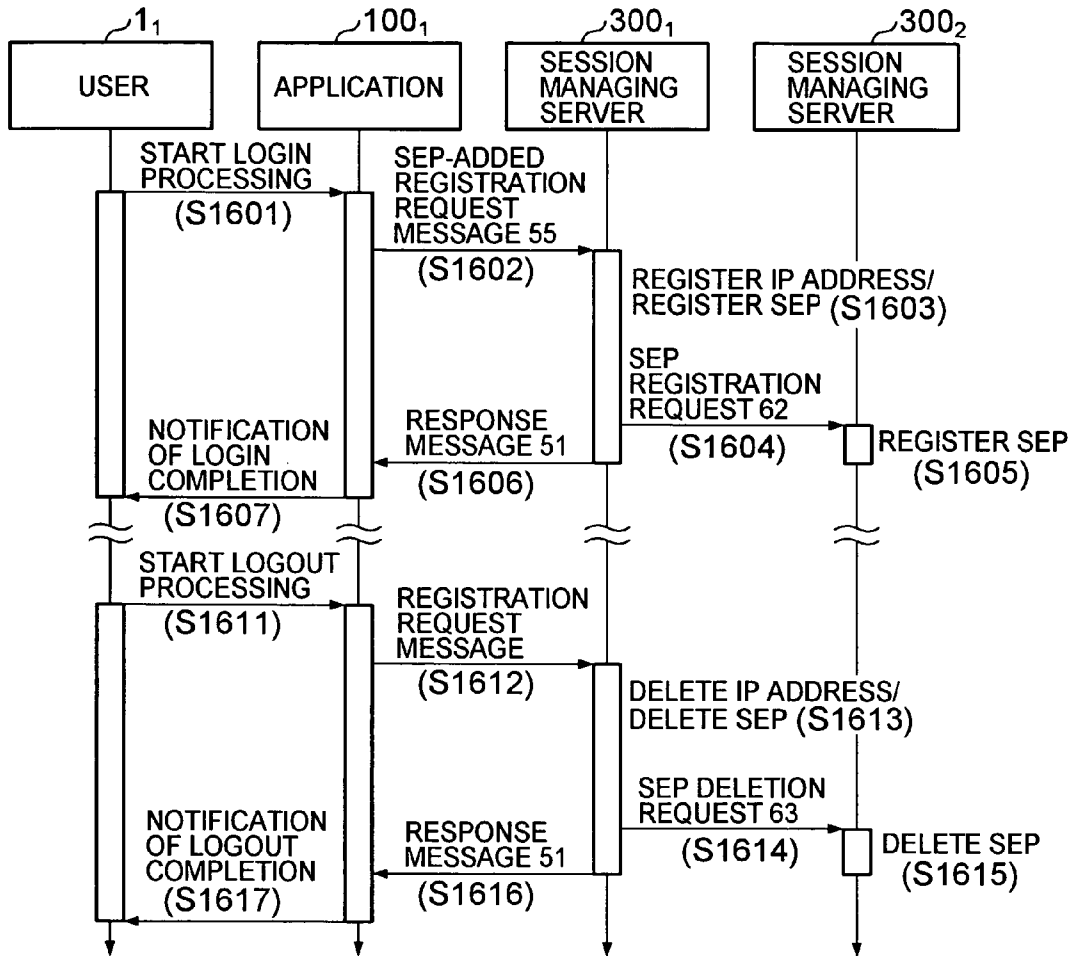 1₁
100₁
300₁
300₂
USER
APPLICATION
SESSION
MANAGING
SERVER
SESSION
MANAGING
SERVER
START LOGIN
PROCESSING
(S1601)
SEP-ADDED
REGISTRATION
REQUEST
MESSAGE 55
(S1602)
REGISTER IP ADDRESS/
REGISTER SEP (S1603)
SEP
REGISTRATION
REQUEST 62
(S1604)
REGISTER SEP
(S1605)
RESPONSE
MESSAGE 51
(S1606)
NOTIFICATION
OF LOGIN
COMPLETION
(S1607)
START LOGOUT
PROCESSING
(S1611)
REGISTRATION
REQUEST
MESSAGE
(S1612)
DELETE IP ADDRESS/
DELETE SEP (S1613)
SEP DELETION
REQUEST 63
(S1614)
DELETE SEP
(S1615)
RESPONSE
MESSAGE 51
(S1616)
NOTIFICATION
OF LOGOUT
COMPLETION
(S1617)